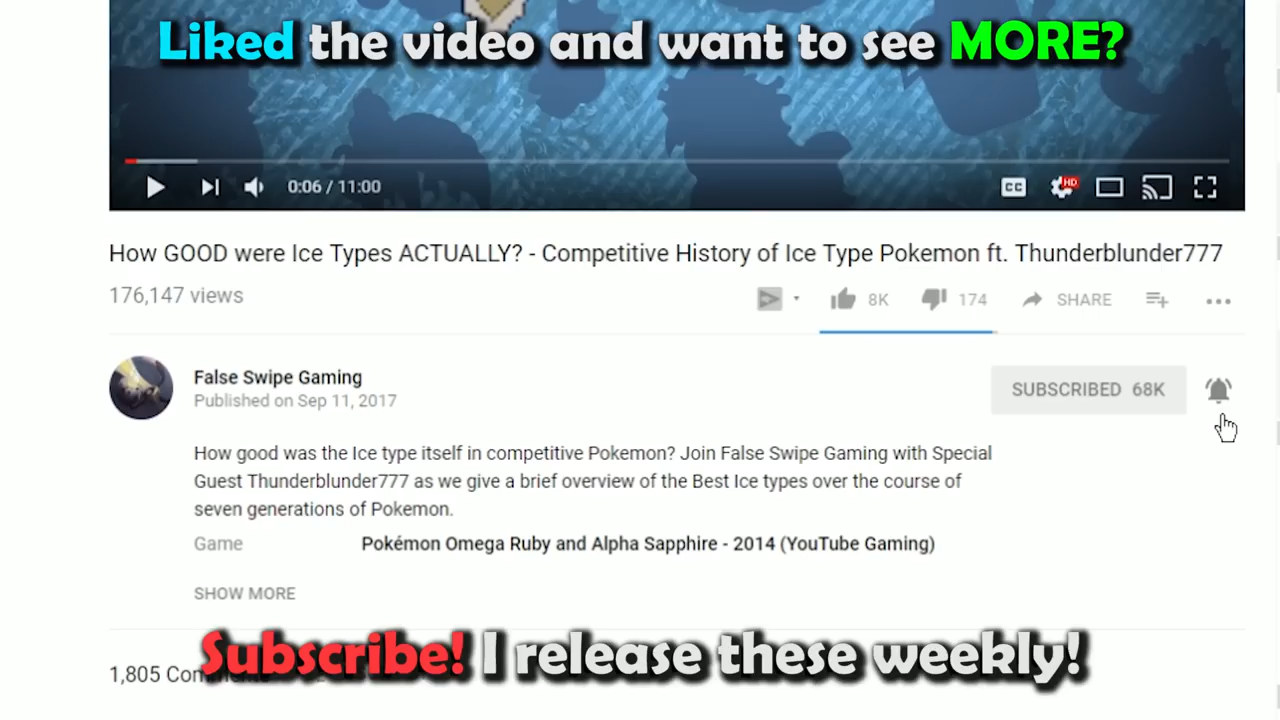 Liked the video and want to see MORE?
0:06 / 11:00
CC
HD
How GOOD were Ice Types ACTUALLY? - Competitive History of Ice Type Pokemon ft. Thunderblunder777
176,147 views
8K 174 SHARE
False Swipe Gaming
Published on Sep 11, 2017
SUBSCRIBED 68K
How good was the Ice type itself in competitive Pokemon? Join False Swipe Gaming with Special
Guest Thunderblunder777 as we give a brief overview of the Best Ice types over the course of
seven generations of Pokemon.
Game Pokémon Omega Ruby and Alpha Sapphire - 2014 (YouTube Gaming)
SHOW MORE
Subscribe! I release these weekly!
1,805 Comments